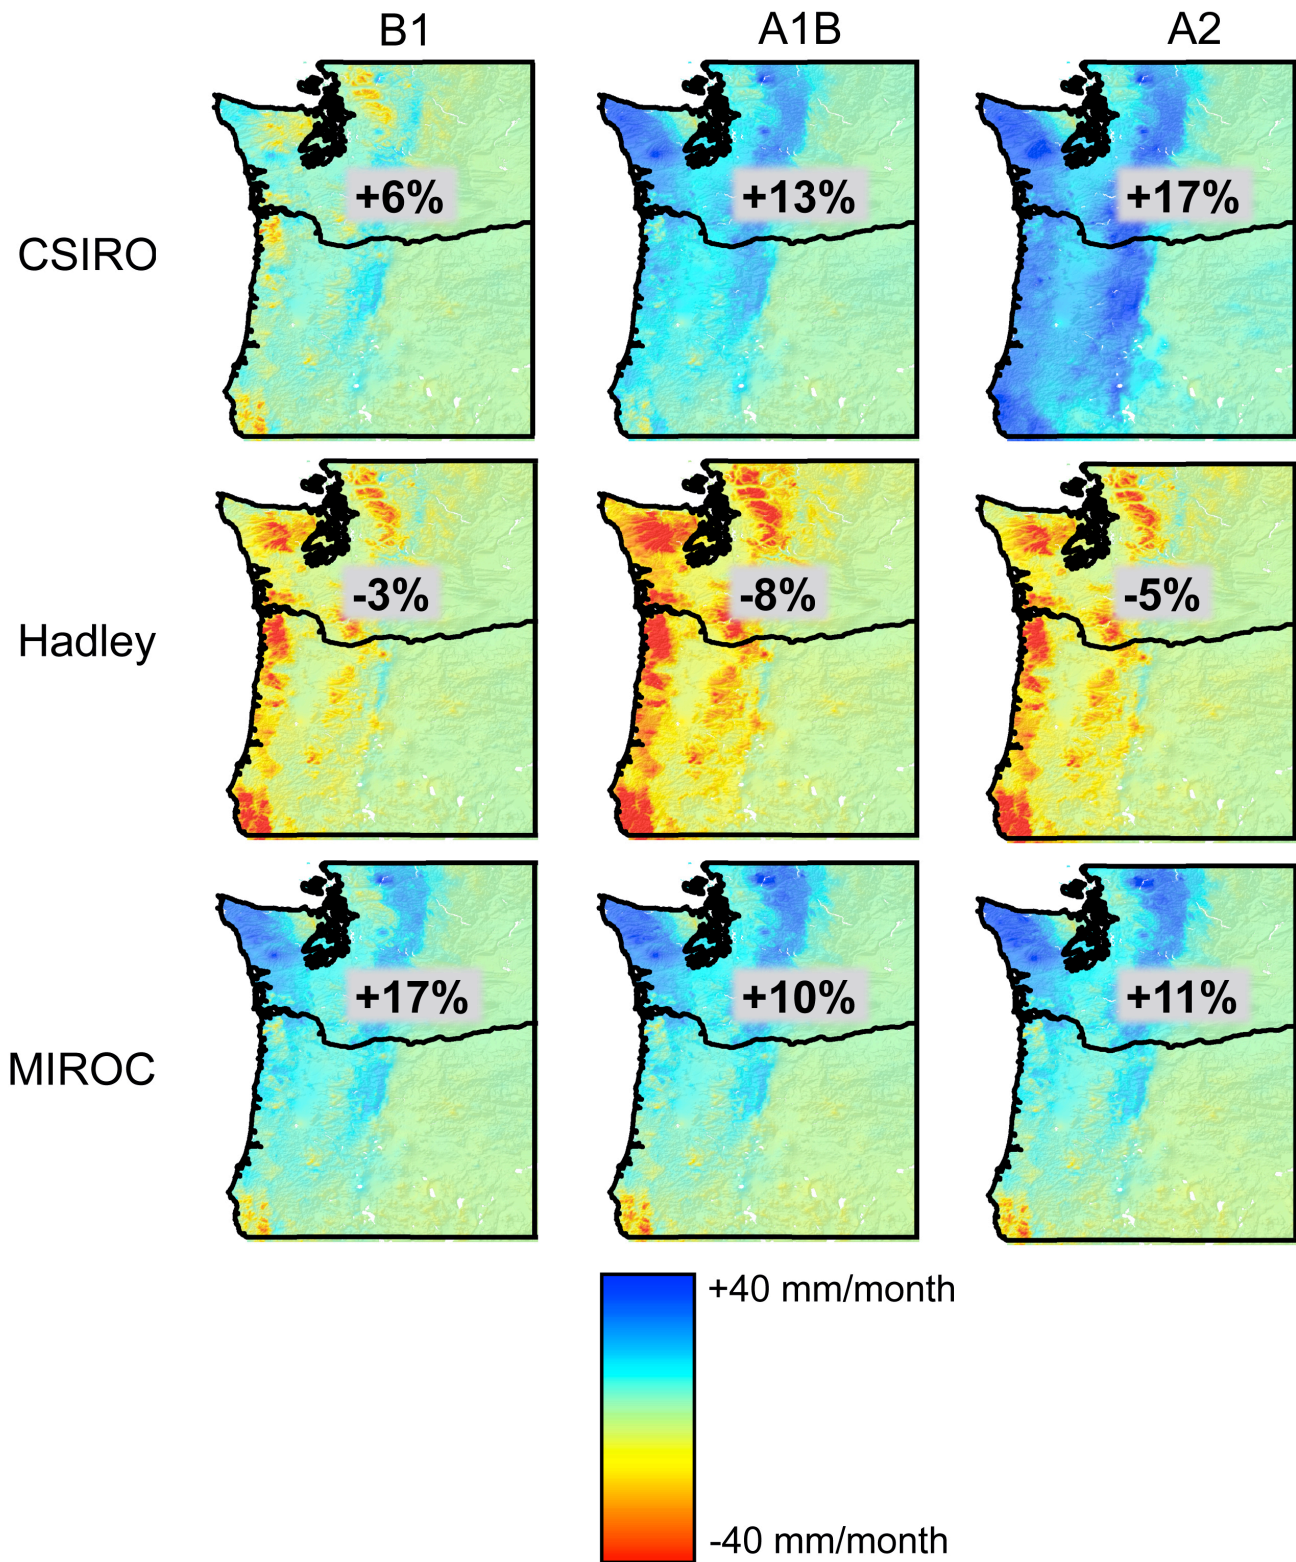 B1 A1B A2
CSIRO
+6% +13% +17%
Hadley
-3% -8% -5%
MIROC
+17% +10% +11%
+40 mm/month
-40 mm/month